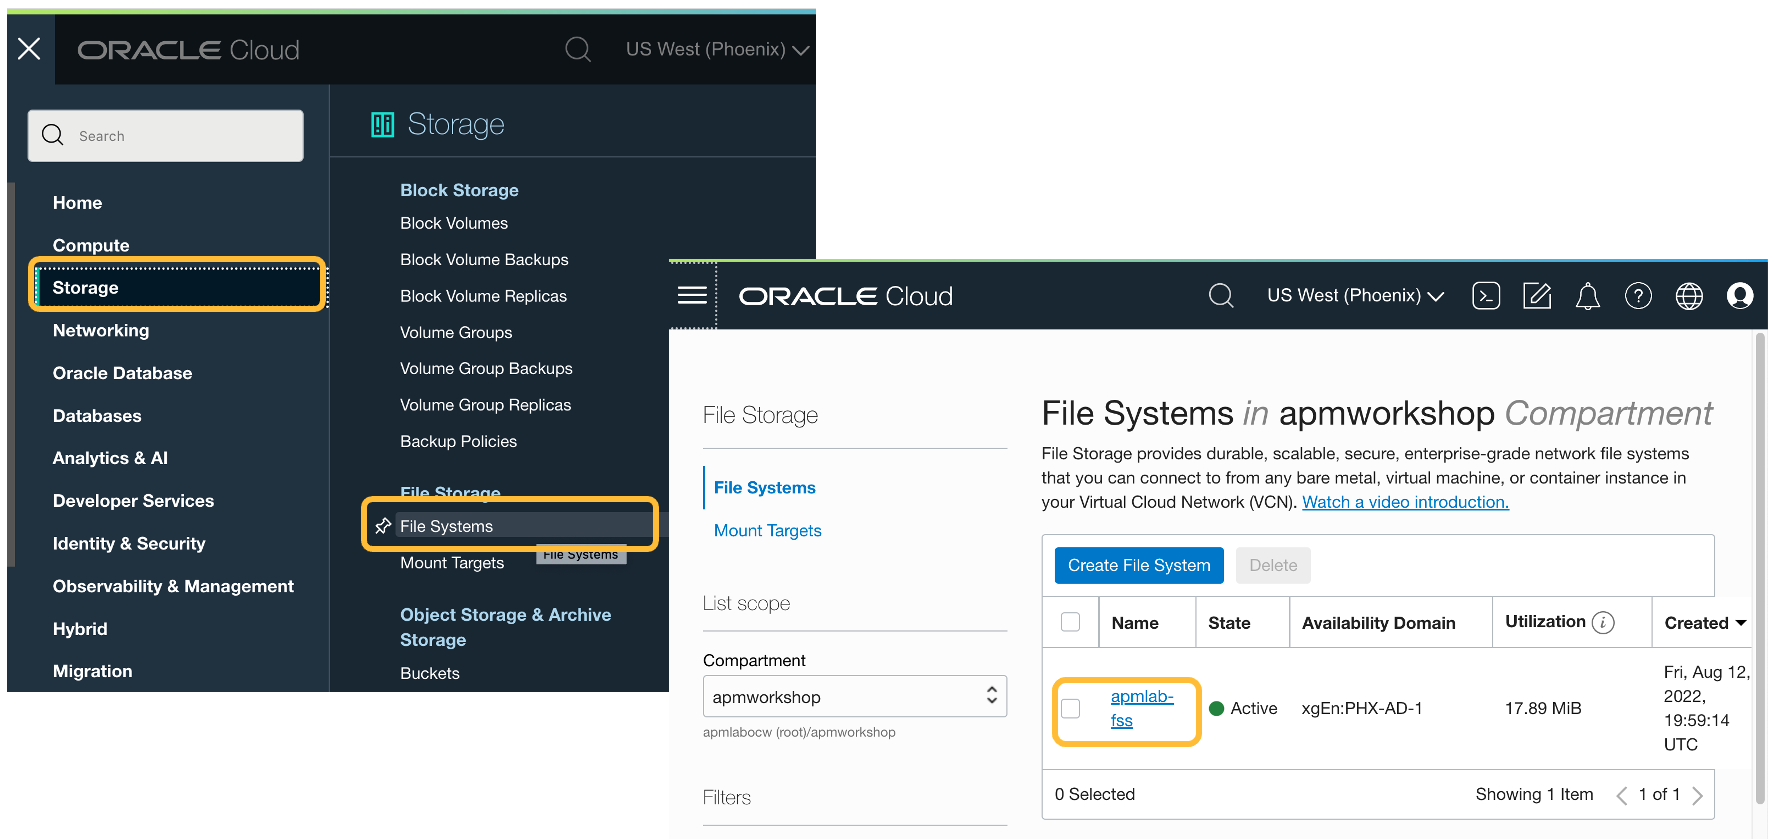 ORACLE Cloud
US West (Phoenix)
Search
Home
Compute
Storage
Networking
Oracle Database
Databases
Analytics & AI
Developer Services
Identity & Security
Observability & Management
Hybrid
Migration
Storage
Block Storage
Block Volumes
Block Volume Backups
Block Volume Replicas
Volume Groups
Volume Group Backups
Volume Group Replicas
Backup Policies
File Storage
File Systems
File Systems
Mount Targets
Object Storage & Archive
Storage
Buckets
ORACLE Cloud
US West (Phoenix)
File Storage
File Systems
Mount Targets
List scope
Compartment
apmworkshop
apmlabocw (root)/apmworkshop
Filters
File Systems in apmworkshop Compartment
File Storage provides durable, scalable, secure, enterprise-grade network file systems
that you can connect to from any bare metal, virtual machine, or container instance in
your Virtual Cloud Network (VCN). Watch a video introduction.
Create File System Delete
Name State Availability Domain Utilization i Created
apmlab-
fss
Active xgEn:PHX-AD-1 17.89 MiB
Fri, Aug 12,
2022,
19:59:14
UTC
0 Selected Showing 1 Item 1 of 1